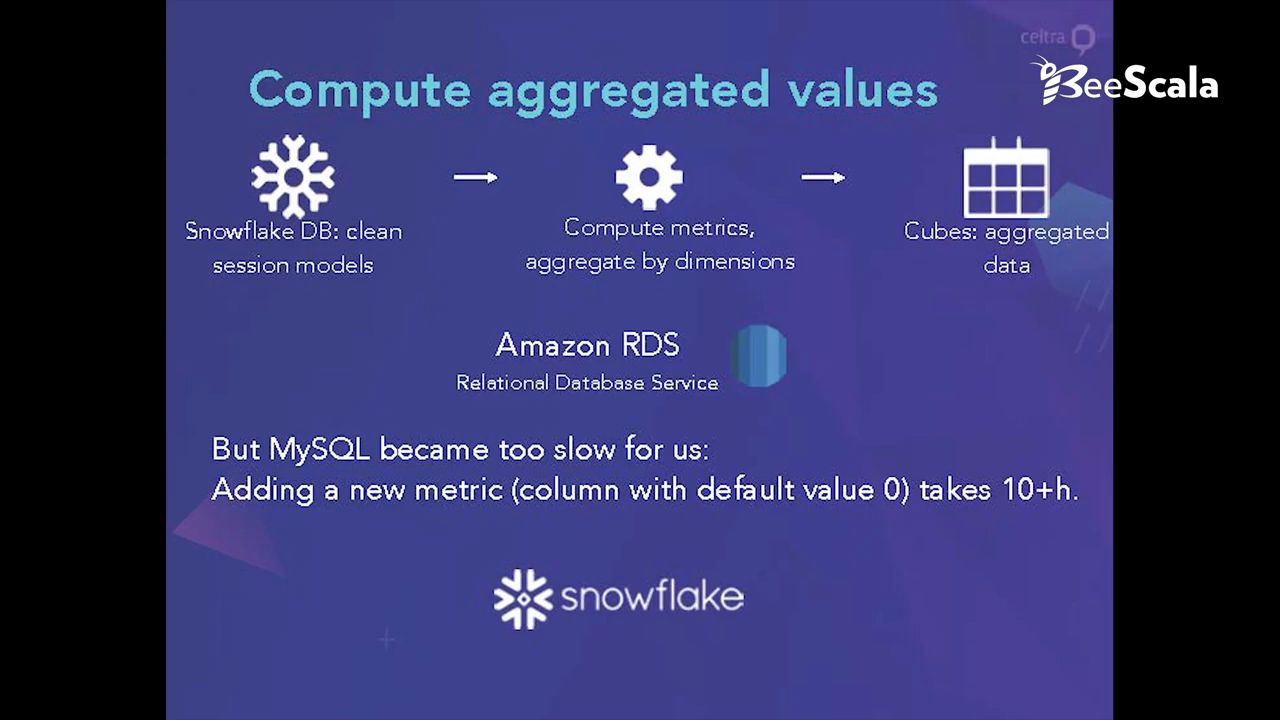 celtra
BeeScala
Compute aggregated values
Snowflake DB: clean
session models
Compute metrics,
aggregate by dimensions
Cubes: aggregated
data
Amazon RDS
Relational Database Service
But MySQL became too slow for us:
Adding a new metric (column with default value 0) takes 10+h.
snowflake